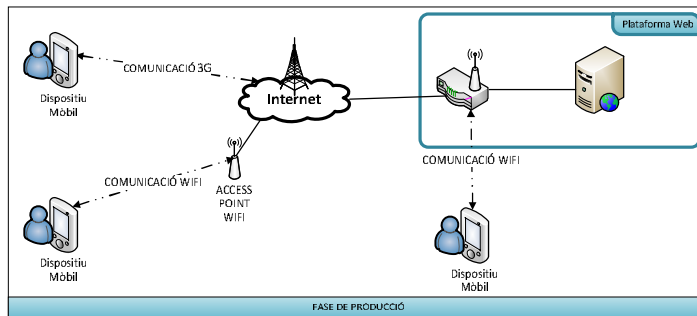 Plataforma Web
COMUNICACIÓ 3G
Internet
Dispositiu
Mòbil
COMUNICACIÓ WIFI
COMUNICACIÓ WIFI
ACCESS
POINT
WIFI
Dispositiu
Mòbil
Dispositiu
Mòbil
FASE DE PRODUCCIÓ